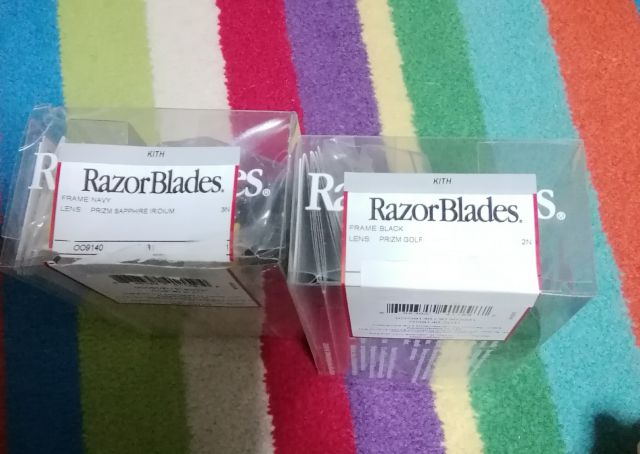 KITH
RazorBlades.
FRAME NAVY
LENS PRIZM SAPPHIRE IRIDIUM 3N
OO9140
R s.®
KITH
RazorBlades.
FRAME BLACK
LENS PRIZM GOLF 2N
R s.®